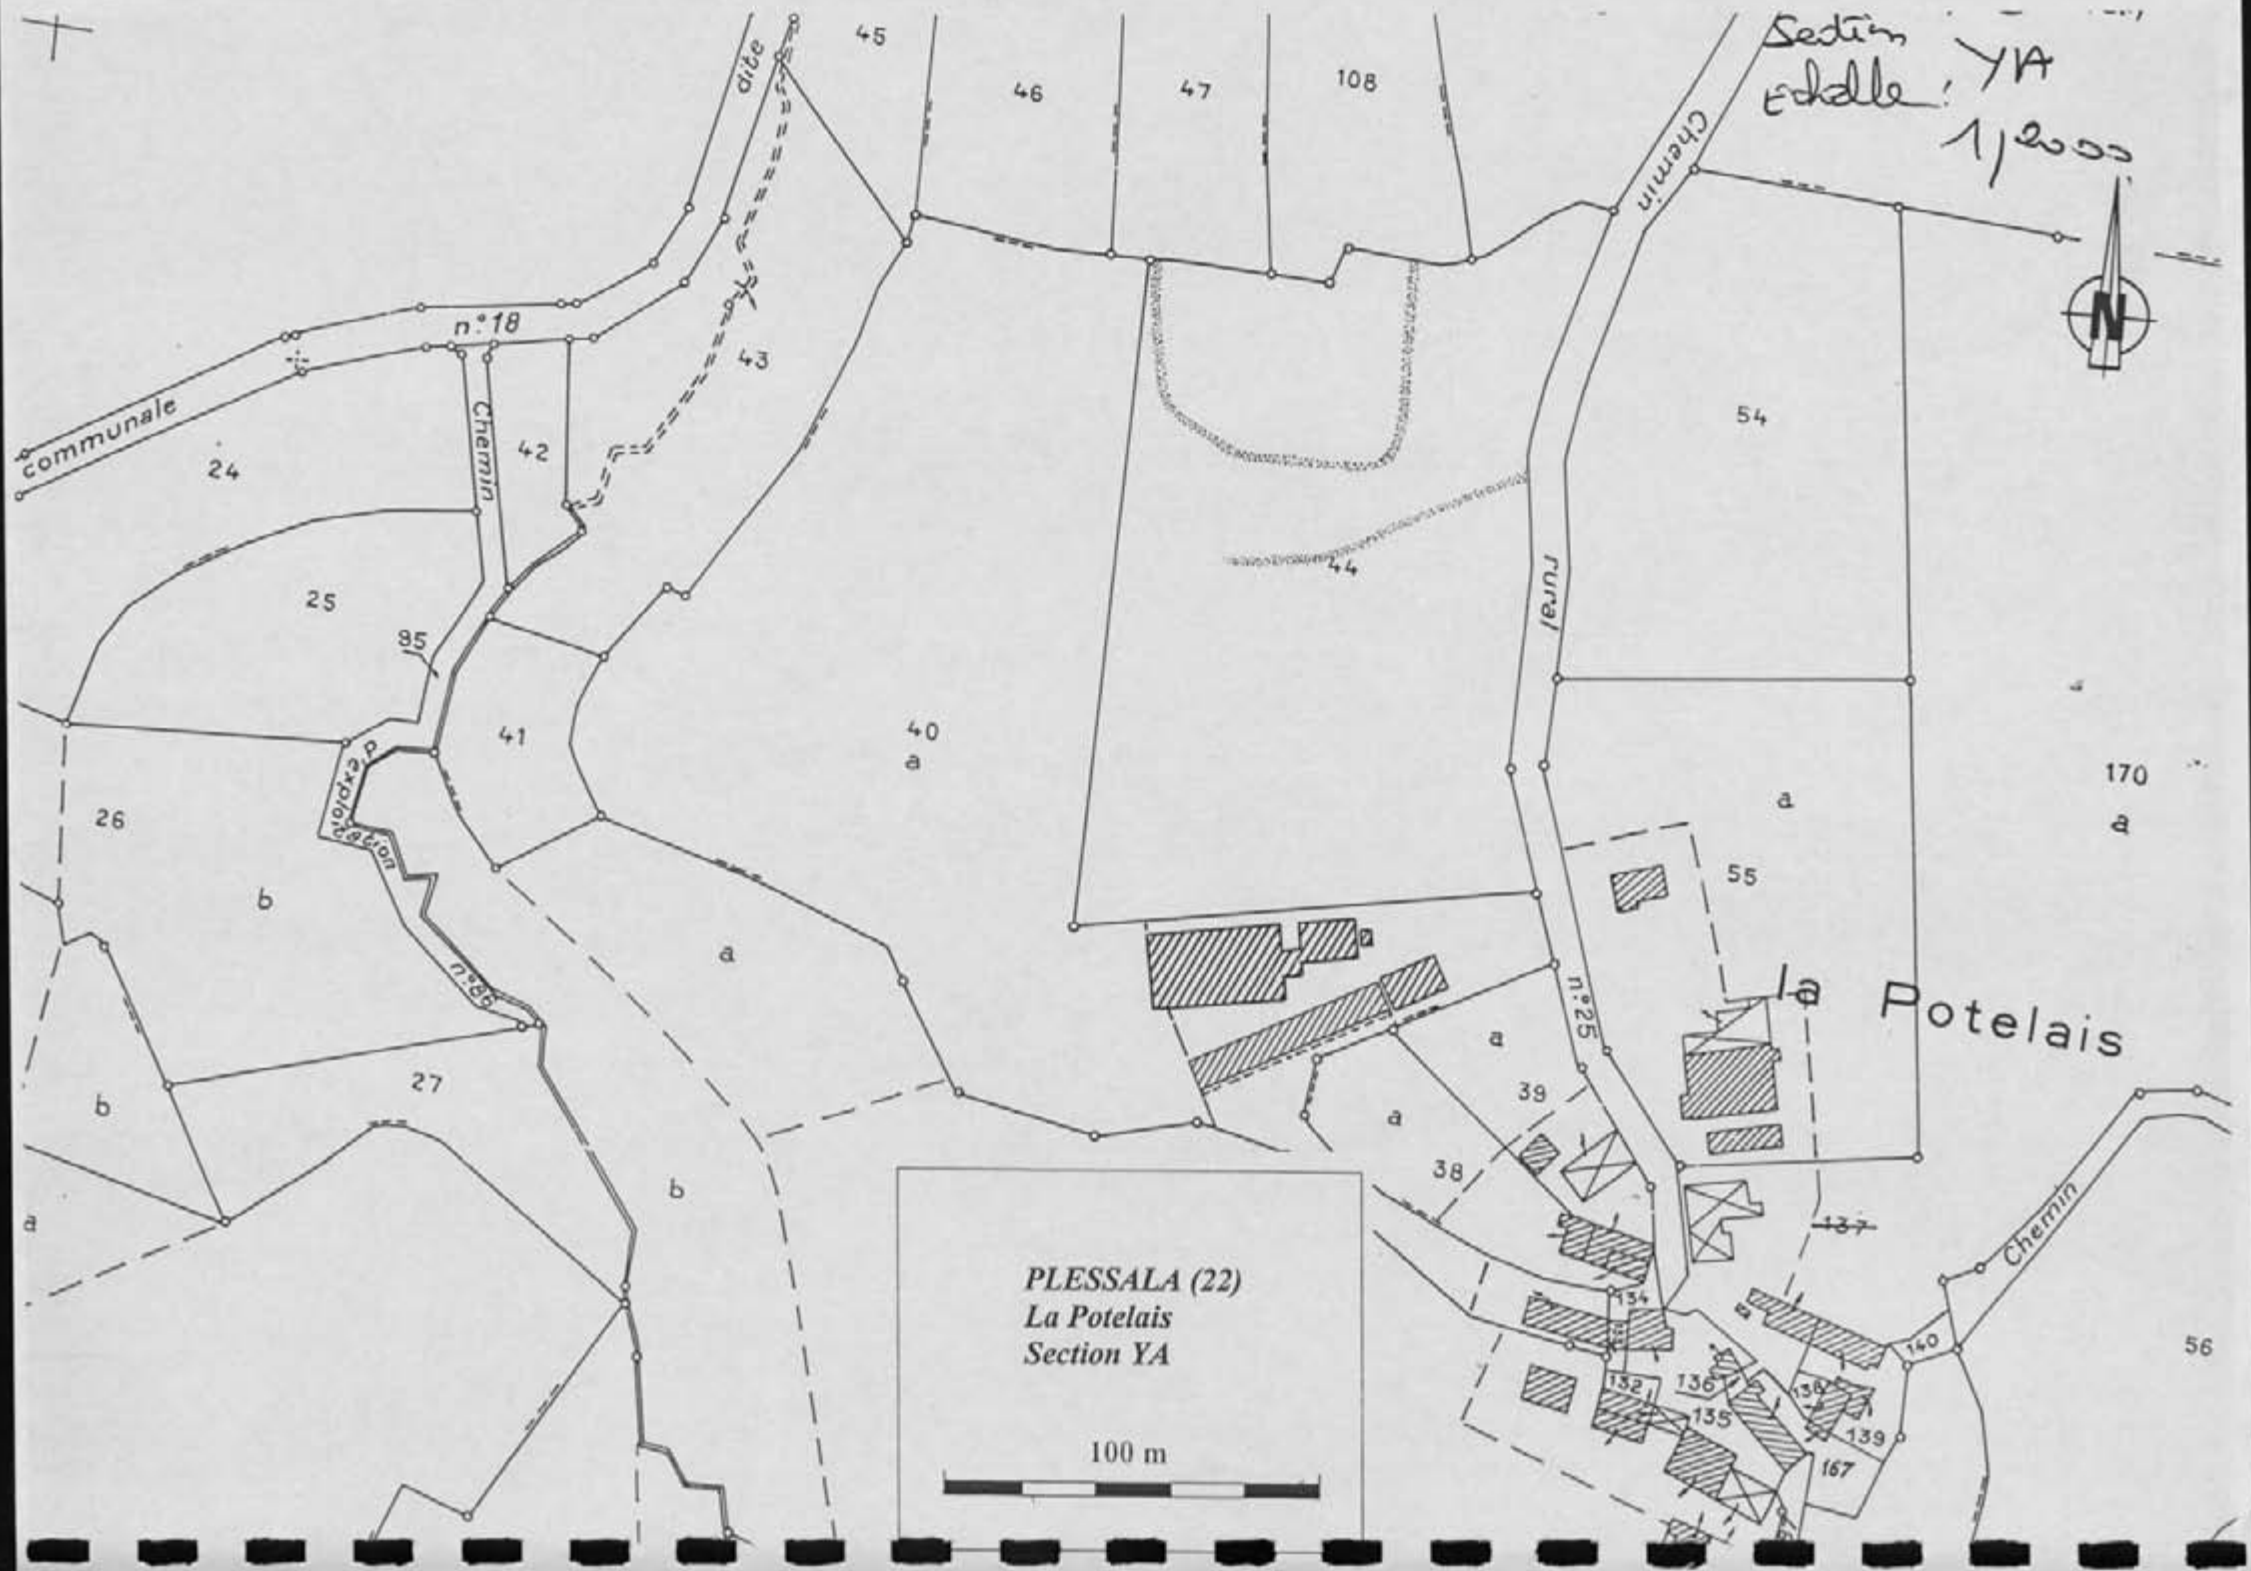 Section YA
Echelle :
1/2000
45
46
47
108
dite
Chemin
N
n°18
43
54
communale
24
Chemin
42
44
rural
25
85
40
a
41
170
a
a
d'exploitation
26
55
b
a
la Potelais
n°86
n°25
a
39
27
b
a
38
b
a
137
Chemin
PLESSALA (22)
La Potelais
Section YA
134
140
56
132
136
138
135
139
167
100 m